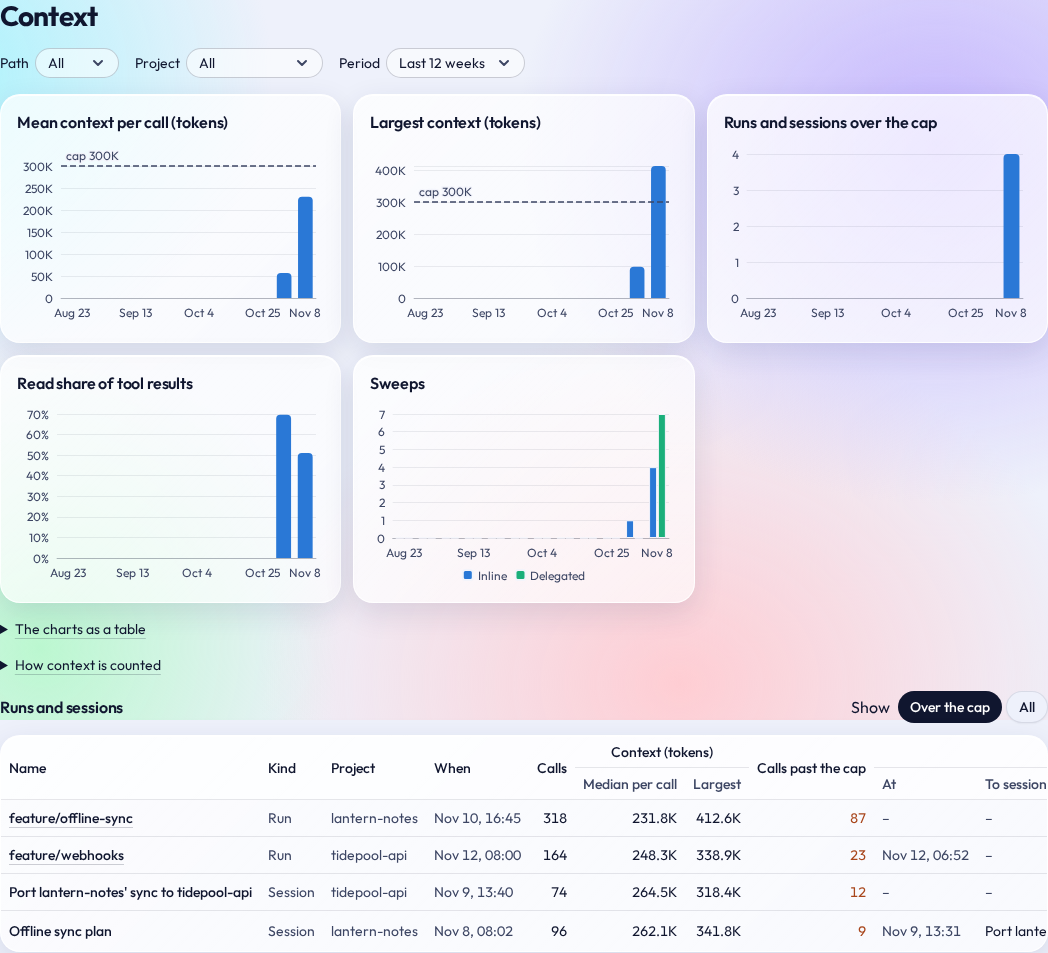 Context
Path All Project All Period Last 12 weeks
Mean context per call (tokens)
cap 300K
300K
250K
200K
150K
100K
50K
0
Aug 23 Sep 13 Oct 4 Oct 25 Nov 8
Largest context (tokens)
400K
cap 300K
300K
200K
100K
0
Aug 23 Sep 13 Oct 4 Oct 25 Nov 8
Runs and sessions over the cap
4
3
2
1
0
Aug 23 Sep 13 Oct 4 Oct 25 Nov 8
Read share of tool results
70%
60%
50%
40%
30%
20%
10%
0%
Aug 23 Sep 13 Oct 4 Oct 25 Nov 8
Sweeps
7
6
5
4
3
2
1
0
Aug 23 Sep 13 Oct 4 Oct 25 Nov 8
Inline Delegated
The charts as a table
How context is counted
Runs and sessions Show Over the cap All
Context (tokens)
Name Kind Project When Calls Calls past the cap
Median per call Largest At To session
feature/offline-sync Run lantern-notes Nov 10, 16:45 318 231.8K 412.6K 87 – –
feature/webhooks Run tidepool-api Nov 12, 08:00 164 248.3K 338.9K 23 Nov 12, 06:52 –
Port lantern-notes' sync to tidepool-api Session tidepool-api Nov 9, 13:40 74 264.5K 318.4K 12 – –
Offline sync plan Session lantern-notes Nov 8, 08:02 96 262.1K 341.8K 9 Nov 9, 13:31 Port lante